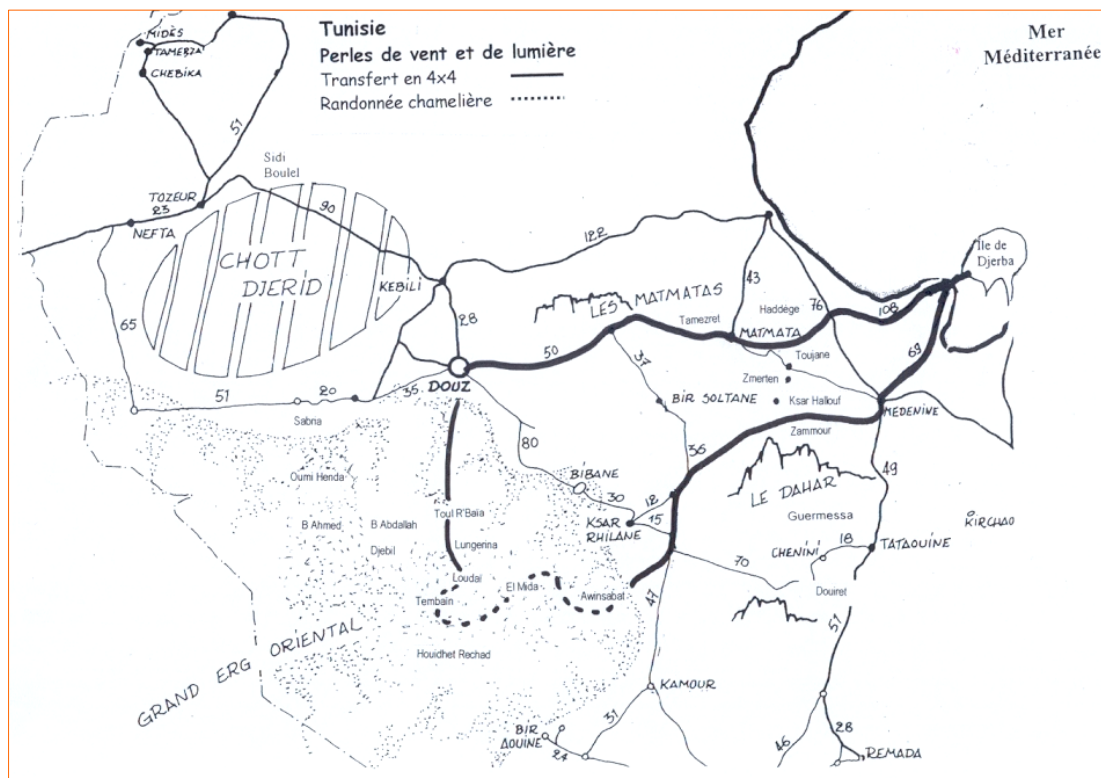 Tunisie
Perles de vent et de lumière
Transfert en 4x4
Randonnée chamelière
Mer
Méditerranée
MIDÈS
TAMERZA
CHEBIKA
51
Sidi
Boulel
TOZEUR
23
NEFTA
90
CHOTT
DJERID
KEBILI
122
Île de
Djerba
43
LES MATMATAS
Haddège
76
108
Tamezret
MATMATA
65
28
50
37
69
Toujane
Zmerten
DOUZ
35
20
51
BIR SOLTANE
Ksar Hallouf
MEDENINE
Sabria
Zammour
80
36
49
Oumi Henda
BIBANE
LE DAHAR
30
12
15
Toul R'Baïa
B Ahmed
B Abdallah
KSAR
RHILANE
Guermessa
KIRCHAO
Djebil
Lungerina
CHENINI
18
TATAOUINE
70
Loudaï
El Mida
Tembain
Awinsabat
47
Douiret
51
GRAND ERG ORIENTAL
Houidhet Rechad
KAMOUR
BIR
AOUINE
24
31
46
28
REMADA